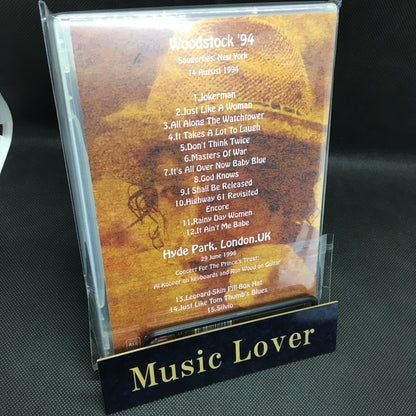 Woodstock '94
Saugerties, New York
14 August 1994
1.Jokerman
2.Just Like A Woman
3.All Along The Watchtower
4.It Takes A Lot To Laugh
5.Don't Think Twice
6.Masters Of War
7.It's All Over Now Baby Blue
8.God Knows
9.I Shall Be Released
10.Highway 61 Revisited
Encore
11.Rainy Day Women
12.It Ain't Me Babe
Hyde Park, London,UK
29 June 1996
Concert For The Prince's Trust:
Al Kooper on keyboards and Ron Wood on Guitar
13.Leopard-Skin Pill-Box Hat
14.Just Like Tom Thumb's Blues
15.Silvio
Music Lover